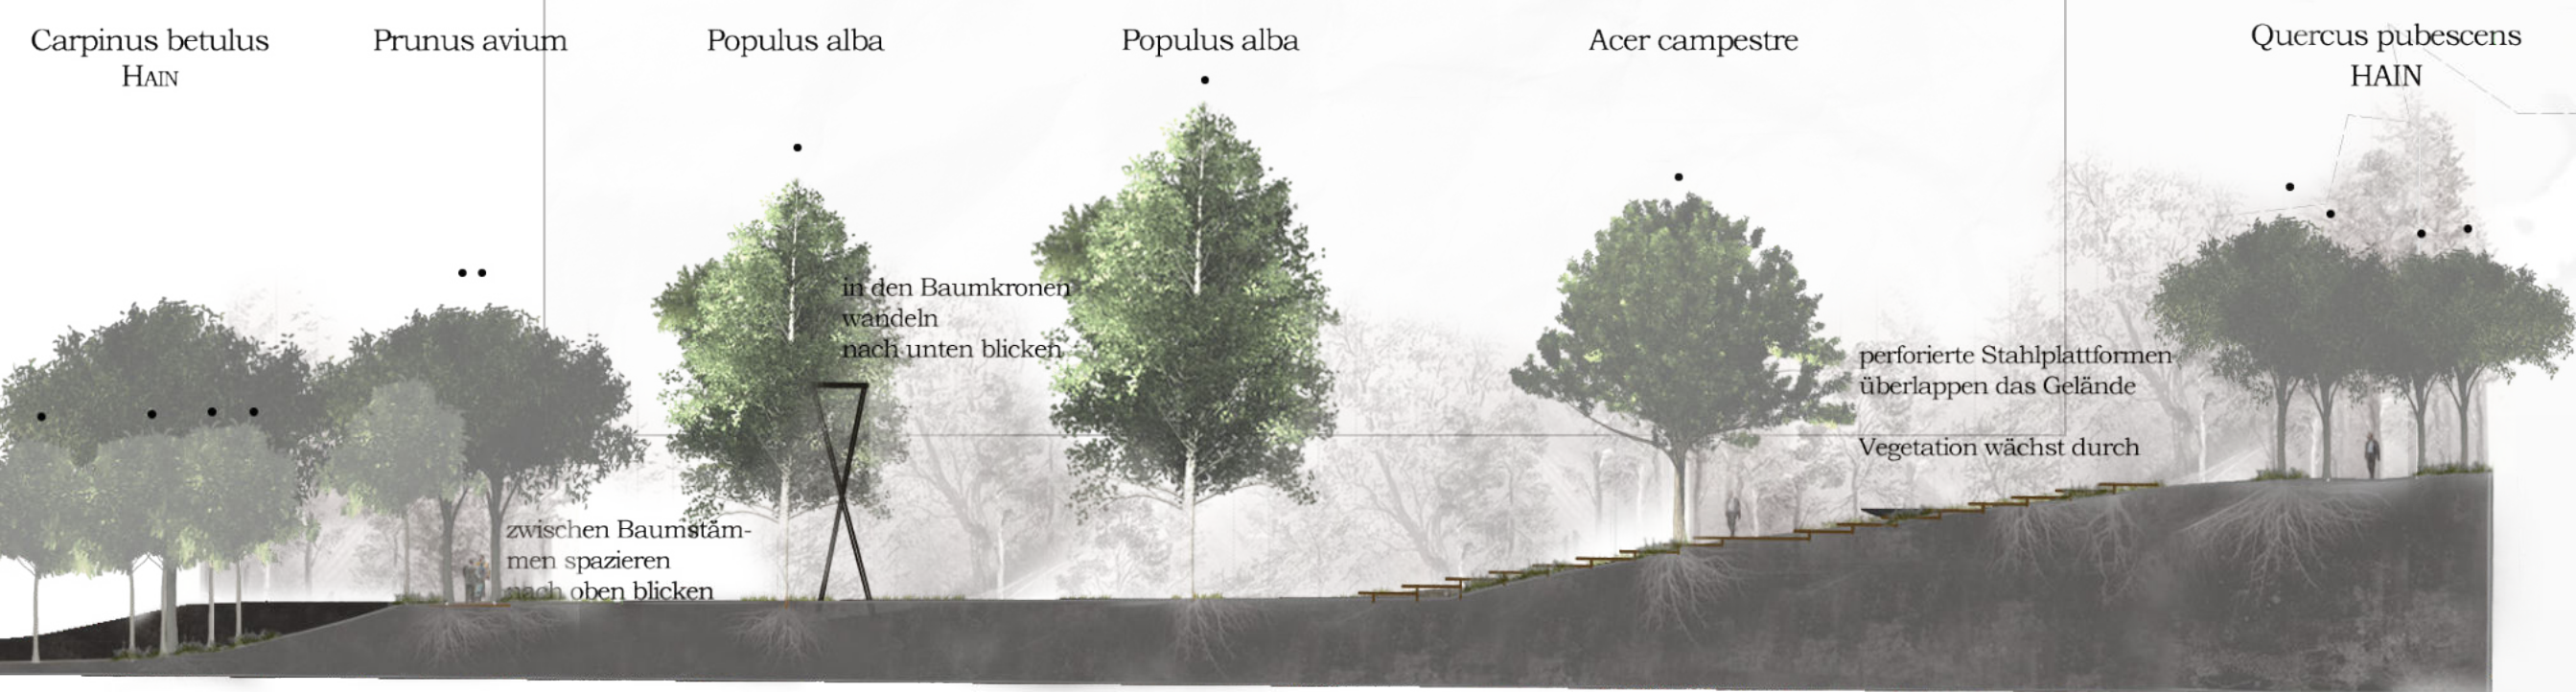 Carpinus betulus
HAIN
Prunus avium
Populus alba
Populus alba
Acer campestre
Quercus pubescens
HAIN
in den Baumkronen
wandeln
nach unten blicken
zwischen Baumstäm-
men spazieren
nach oben blicken
perforierte Stahlplattformen
überlappen das Gelände
Vegetation wächst durch